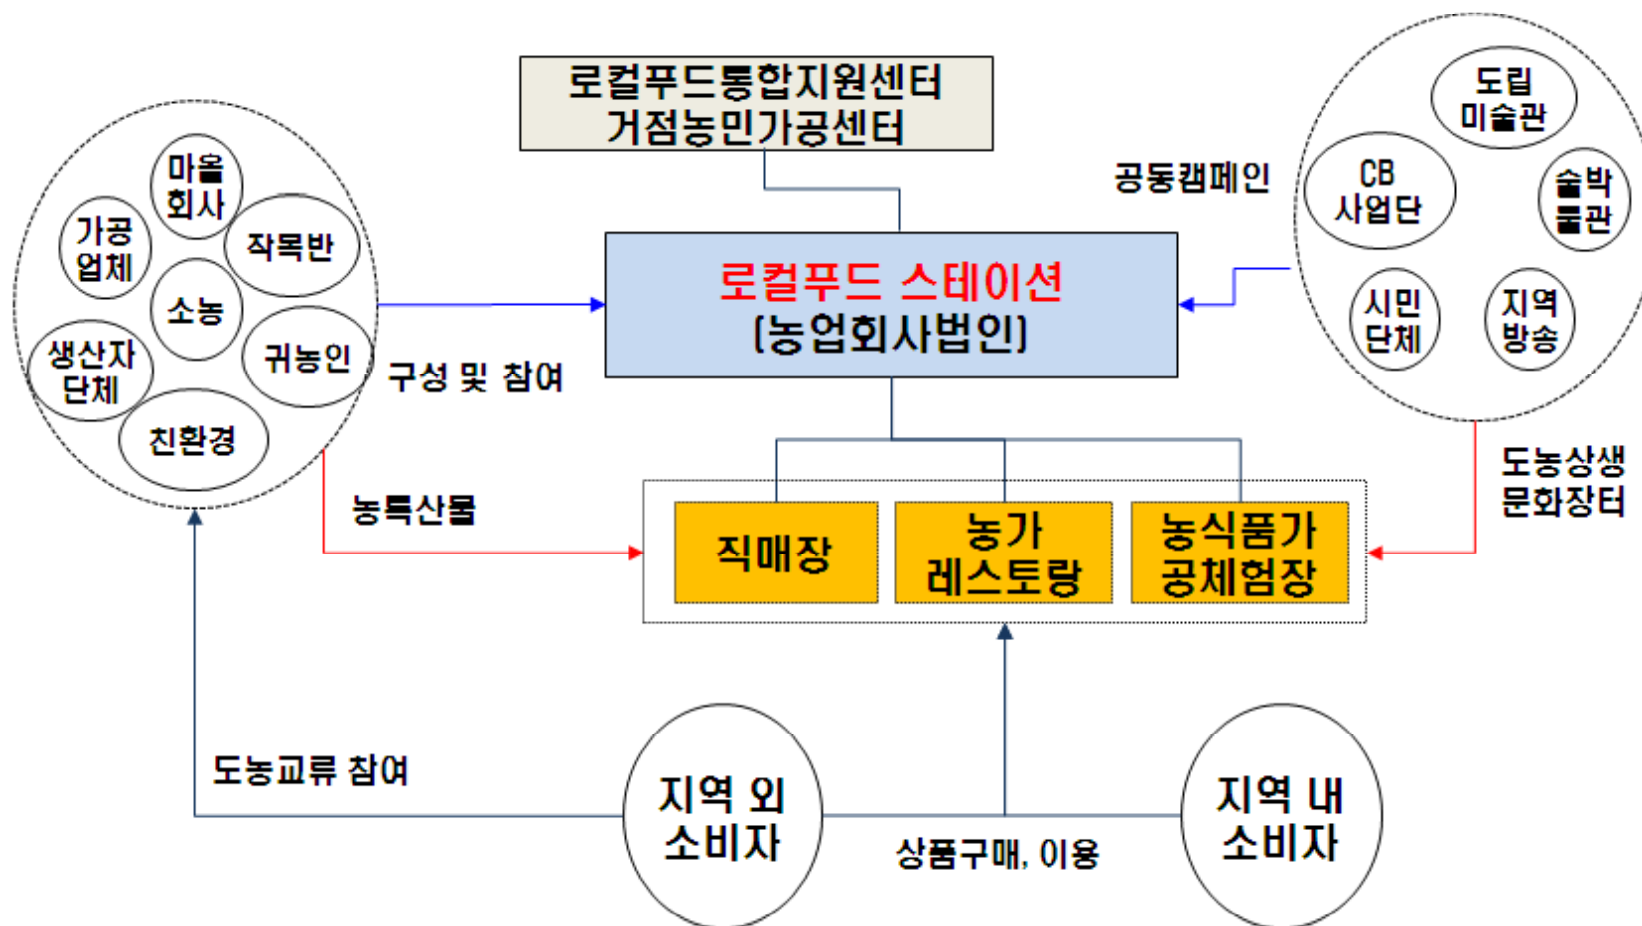 로컬푸드통합지원센터
거점농민가공센터
도립
미술관
CB
사업단
술박
물관
시민
단체
지역
방송
공동캠페인
마을
회사
가공
업체
작목반
소농
생산자
단체
귀농인
친환경
로컬푸드 스테이션
(농업회사법인)
구성 및 참여
농특산물
도농상생
문화장터
직매장
농가
레스토랑
농식품가
공체험장
도농교류 참여
지역 외
소비자
지역 내
소비자
상품구매, 이용